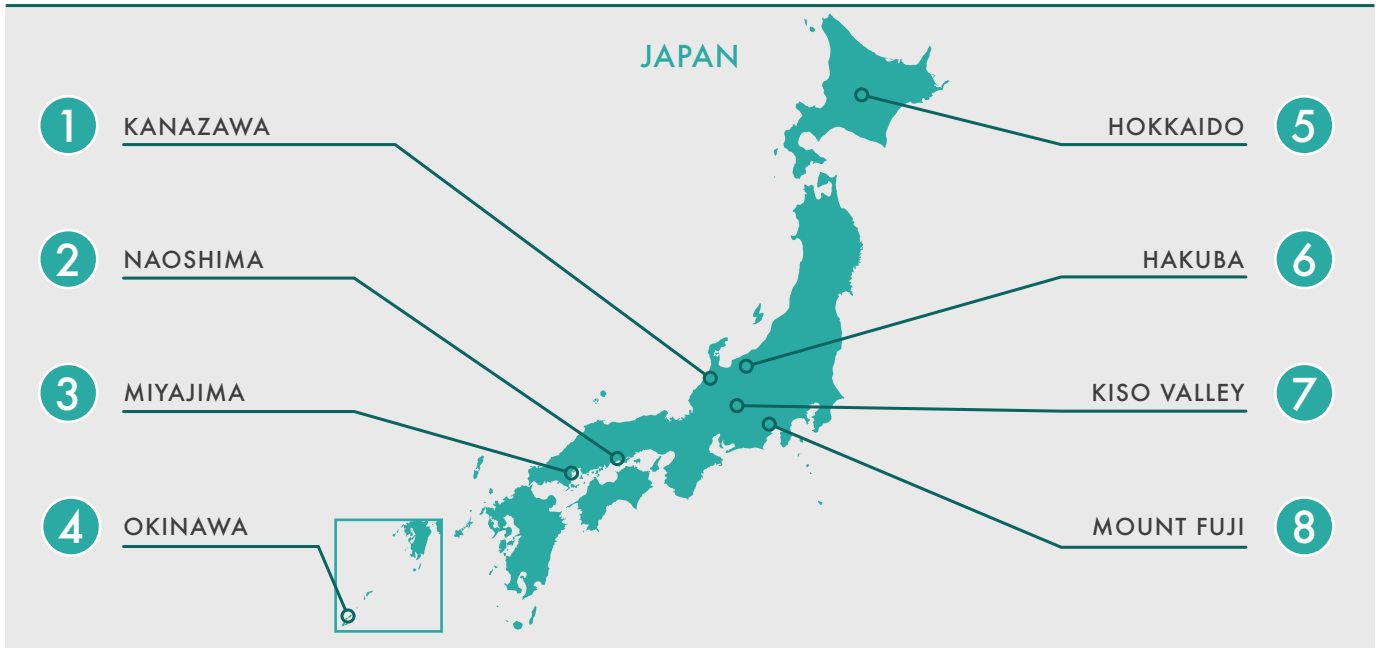 JAPAN
1 KANAZAWA
2 NAOSHIMA
3 MIYAJIMA
4 OKINAWA
HOKKAIDO 5
HAKUBA 6
KISO VALLEY 7
MOUNT FUJI 8